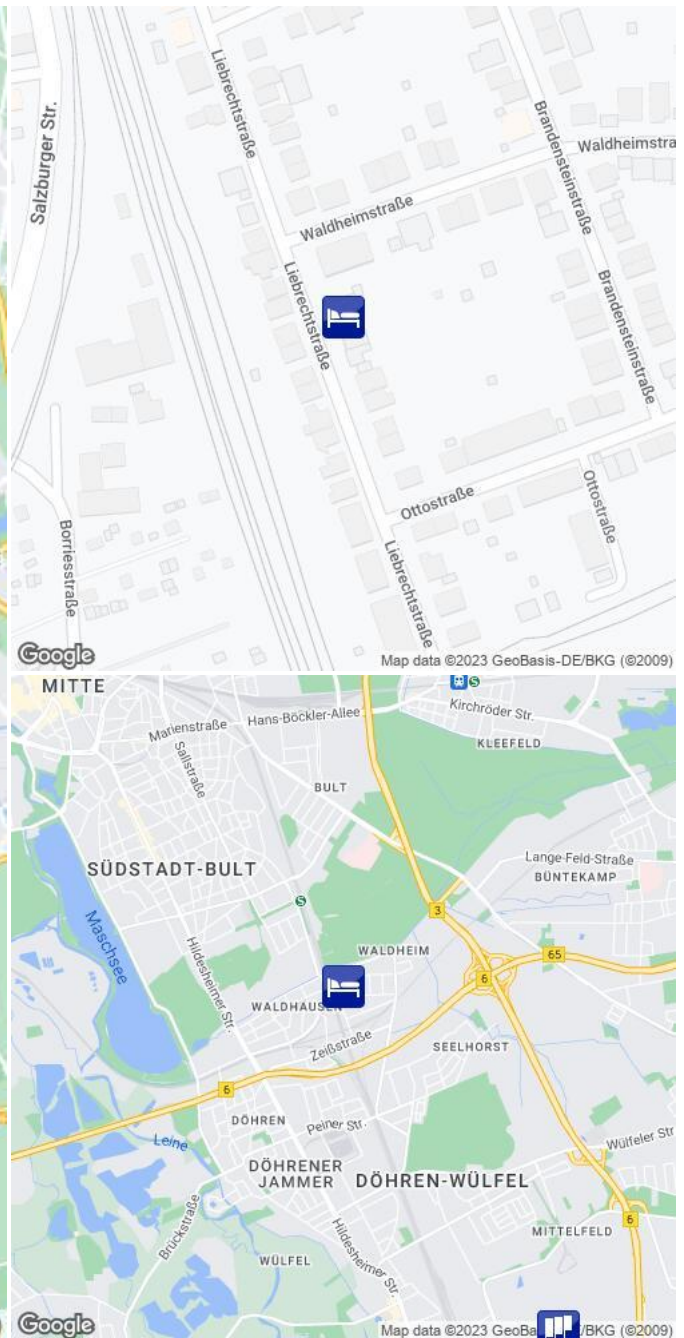 Liebrechtstraße
Brandensteinstraße
Salzburger Str.
Waldheimstra
Waldheimstraße
Liebrechtstraße
Brandensteinstraße
Ottostraße
Ottostraße
Borriesstraße
Liebrechtstraße
Google
Map data ©2023 GeoBasis-DE/BKG (©2009)
MITTE
Marienstraße
Hans-Böckler-Allee
Kirchröder Str.
Sallstraße
KLEEFELD
BULT
Lange-Feld-Straße
BÜNTEKAMP
SÜDSTADT-BULT
S
3
Maschsee
Hildesheimer Str.
WALDHEIM
65
6
WALDHAUSEN
Zeißstraße
SEELHORST
6
DÖHREN
Peiner Str.
Leine
Wülfeler Str
DÖHRENER
JAMMER
DÖHREN-WÜLFEL
6
Brückstraße
MITTELFELD
WÜLFEL
Hildesheimer Str.
Google
Map data ©2023 GeoBa E/BKG (©2009)